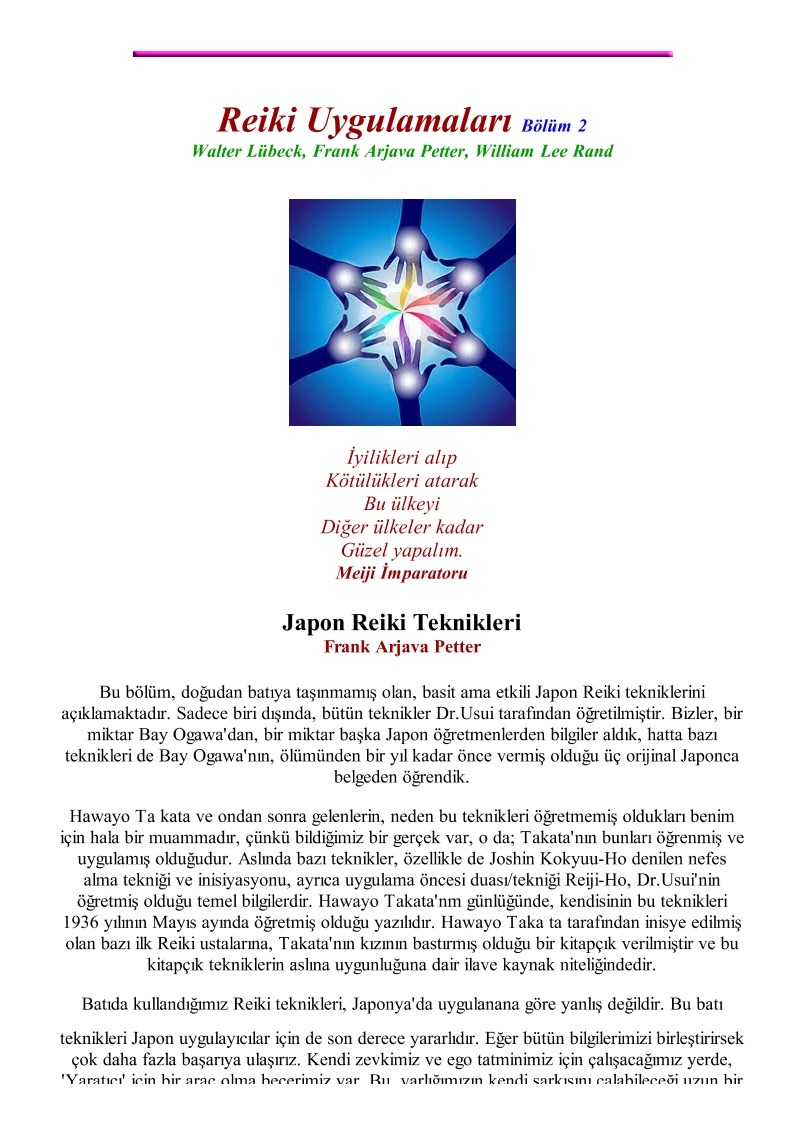 Reiki Uygulamaları Bölüm 2
Walter Lübeck, Frank Arjava Petter, William Lee Rand
İyilikleri alıp
Kötülükleri atarak
Bu ülkeyi
Diğer ülkeler kadar
Güzel yapalım.
Meiji İmparatoru
Japon Reiki Teknikleri
Frank Arjava Petter
Bu bölüm, doğudan batıya taşınmamış olan, basit ama etkili Japon Reiki tekniklerini
açıklamaktadır. Sadece biri dışında, bütün teknikler Dr.Usui tarafından öğretilmiştir. Bizler, bir
miktar Bay Ogawa'dan, bir miktar başka Japon öğretmenlerden bilgiler aldık, hatta bazı
teknikleri de Bay Ogawa'nın, ölümünden bir yıl kadar önce vermiş olduğu üç orijinal Japonca
belgeden öğrendik.
Hawayo Ta kata ve ondan sonra gelenlerin, neden bu teknikleri öğretmemiş oldukları benim
için hala bir muammadır, çünkü bildiğimiz bir gerçek var, o da; Takata'nın bunları öğrenmiş ve
uygulamış olduğudur. Aslında bazı teknikler, özellikle de Joshin Kokyuu-Ho denilen nefes
alma tekniği ve inisiyasyonu, ayrıca uygulama öncesi duası/tekniği Reiji-Ho, Dr.Usui'nin
öğretmiş olduğu temel bilgilerdir. Hawayo Takata'nım günlüğünde, kendisinin bu teknikleri
1936 yılının Mayıs ayında öğretmiş olduğu yazılıdır. Hawayo Taka ta tarafından inisye edilmiş
olan bazı ilk Reiki ustalarına, Takata'nın kızının bastırmış olduğu bir kitapçık verilmiştir ve bu
kitapçık tekniklerin aslına uygunluğuna dair ilave kaynak niteliğindedir.
Batıda kullandığımız Reiki teknikleri, Japonya'da uygulanana göre yanlış değildir. Bu batı
teknikleri Japon uygulayıcılar için de son derece yararlıdır. Eğer bütün bilgilerimizi birleştirirsek
çok daha fazla başarıya ulaşırız. Kendi zevkimiz ve ego tatminimiz için çalışacağımız yerde,
'Yaratıcı' için bir araç olma becerimiz var. Bu, varlığımızın kendi şarkısını çalabileceği uzun bir